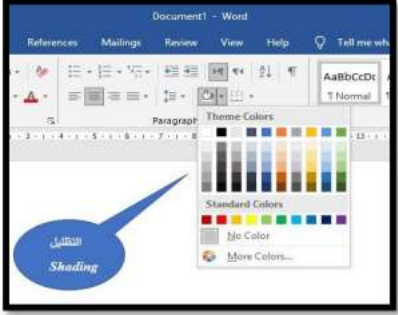 Document1 - Word
References Mailings Review View Help Tell me wh
AaBbCcDc
¶ Normal
Paragraph
Theme Colors
Standard Colors
No Color
More Colors...
التظليل
Shading